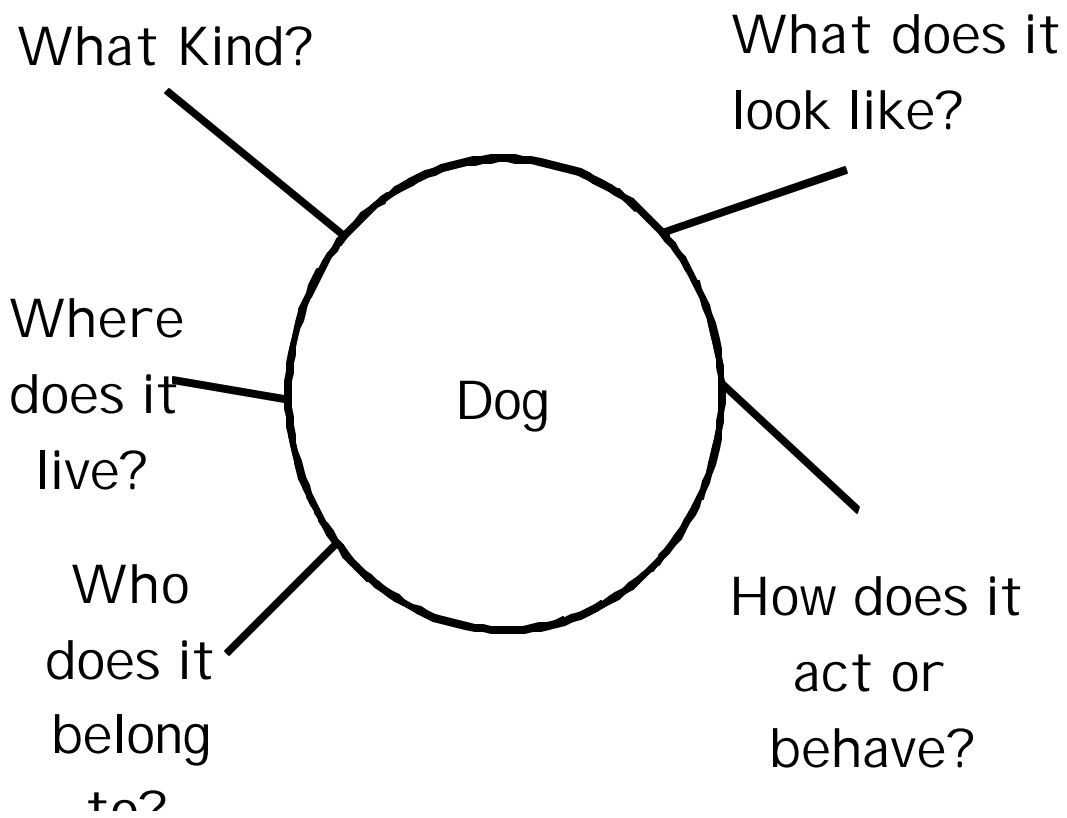 What Kind?
What does it
look like?
Where
does it
live?
Dog
Who
does it
belong
to?
How does it
act or
behave?